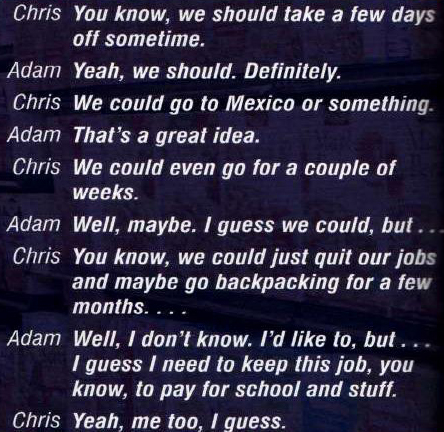 Chris You know, we should take a few days
off sometime.
Adam Yeah, we should. Definitely.
Chris We could go to Mexico or something.
Adam That's a great idea.
Chris We could even go for a couple of
weeks.
Adam Well, maybe. I guess we could, but . . .
Chris You know, we could just quit our jobs
and maybe go backpacking for a few
months. . . .
Adam Well, I don't know. I'd like to, but . . .
I guess I need to keep this job, you
know, to pay for school and stuff.
Chris Yeah, me too, I guess.